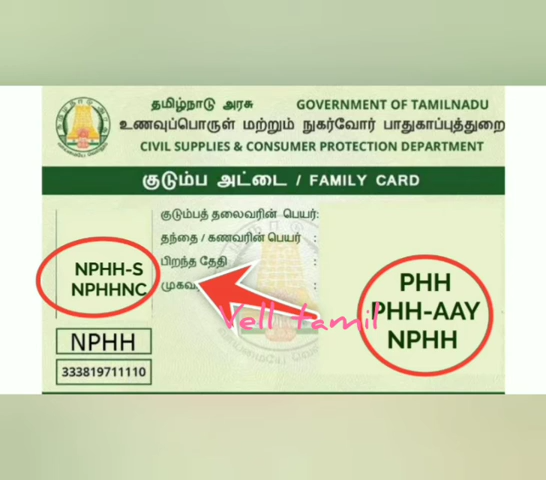 தமிழ்நாடு அரசு GOVERNMENT OF TAMILNADU
உணவுப்பொருள் மற்றும் நுகர்வோர் பாதுகாப்புத்துறை
CIVIL SUPPLIES & CONSUMER PROTECTION DEPARTMENT
குடும்ப அட்டை / FAMILY CARD
குடும்பத் தலைவரின் பெயர்:
தந்தை / கணவரின் பெயர் :
பிறந்த தேதி :
முகவ :
NPHH-S
NPHHNC
NPHH
333819711110
Vell tamil
PHH
PHH-AAY
NPHH